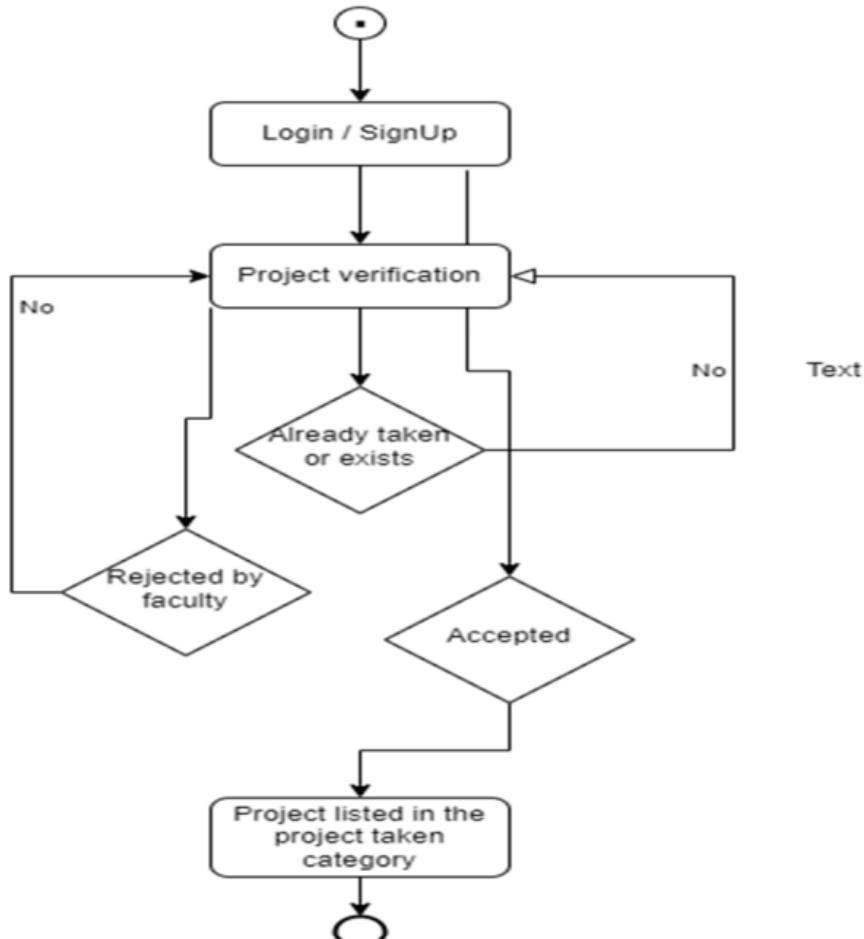 Login / SignUp
Project verification
No
No
Text
Already taken
or exists
Rejected by
faculty
Accepted
Project listed in the
project taken
category